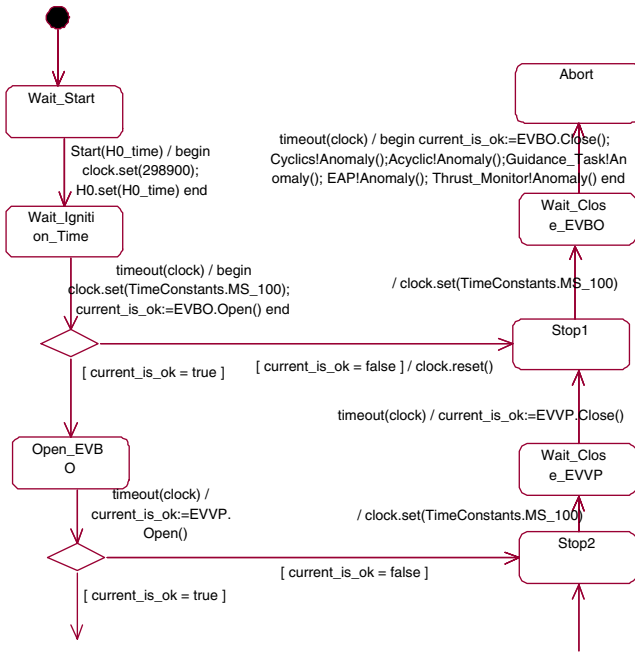 Wait_Start
Abort
Start(H0_time) / begin
clock.set(298900);
H0.set(H0_time) end
timeout(clock) / begin current_is_ok:=EVBO.Close();
Cyclics!Anomaly();Acyclic!Anomaly();Guidance_Task!An
omaly(); EAP!Anomaly(); Thrust_Monitor!Anomaly() end
Wait_Igniti
on_Time
Wait_Clos
e_EVBO
timeout(clock) / begin
clock.set(TimeConstants.MS_100);
current_is_ok:=EVBO.Open() end
/ clock.set(TimeConstants.MS_100)
Stop1
[ current_is_ok = true ]
[ current_is_ok = false ] / clock.reset()
timeout(clock) / current_is_ok:=EVVP.Close()
Open_EVB
O
Wait_Clos
e_EVVP
timeout(clock) /
current_is_ok:=EVVP.
Open()
/ clock.set(TimeConstants.MS_100)
Stop2
[ current_is_ok = false ]
[ current_is_ok = true ]